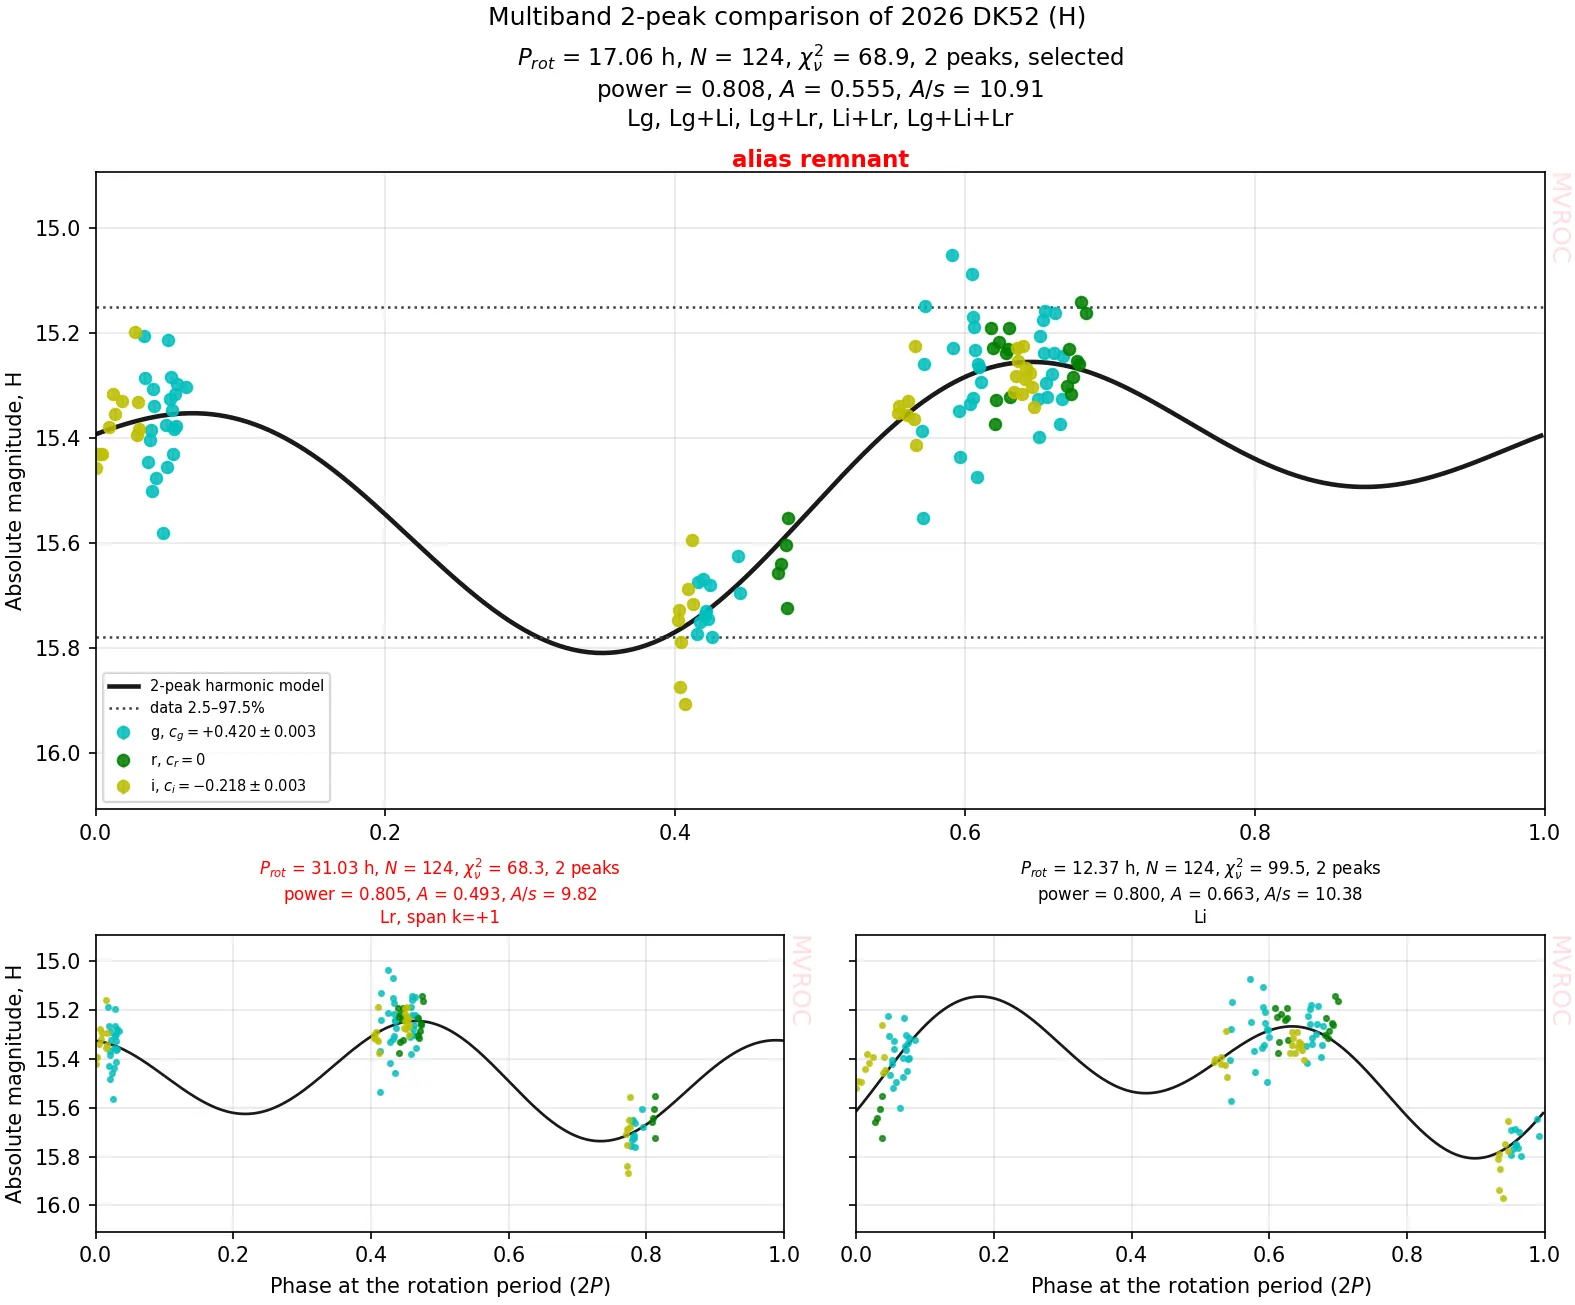 Multiband 2-peak comparison of 2026 DK52 (H)
P_rot = 17.06 h, N = 124, χ²_ν = 68.9, 2 peaks, selected
power = 0.808, A = 0.555, A/s = 10.91
Lg, Lg+Li, Lg+Lr, Li+Lr, Lg+Li+Lr
alias remnant
MVROC
Absolute magnitude, H
15.0
15.2
15.4
15.6
15.8
16.0
2-peak harmonic model
data 2.5–97.5%
g, c_g = +0.420 ± 0.003
r, c_r = 0
i, c_i = −0.218 ± 0.003
0.0 0.2 0.4 0.6 0.8 1.0
P_rot = 31.03 h, N = 124, χ²_ν = 68.3, 2 peaks
power = 0.805, A = 0.493, A/s = 9.82
Lr, span k=+1
MVROC
Absolute magnitude, H
15.0
15.2
15.4
15.6
15.8
16.0
0.0 0.2 0.4 0.6 0.8 1.0
Phase at the rotation period (2P)
P_rot = 12.37 h, N = 124, χ²_ν = 99.5, 2 peaks
power = 0.800, A = 0.663, A/s = 10.38
Li
MVROC
0.0 0.2 0.4 0.6 0.8 1.0
Phase at the rotation period (2P)